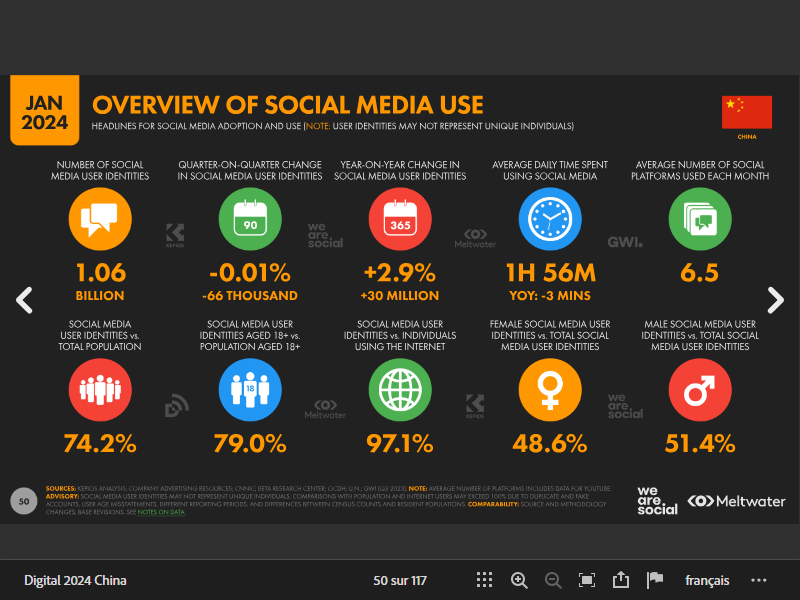 JAN
2024
OVERVIEW OF SOCIAL MEDIA USE
HEADLINES FOR SOCIAL MEDIA ADOPTION AND USE (NOTE: USER IDENTITIES MAY NOT REPRESENT UNIQUE INDIVIDUALS)
CHINA
NUMBER OF SOCIAL
MEDIA USER IDENTITIES
QUARTER-ON-QUARTER CHANGE
IN SOCIAL MEDIA USER IDENTITIES
YEAR-ON-YEAR CHANGE IN
SOCIAL MEDIA USER IDENTITIES
AVERAGE DAILY TIME SPENT
USING SOCIAL MEDIA
AVERAGE NUMBER OF SOCIAL
PLATFORMS USED EACH MONTH
90
365
KEPIOS
we
are
social
Meltwater
GWI.
1.06
BILLION
-0.01%
-66 THOUSAND
+2.9%
+30 MILLION
1H 56M
YOY: -3 MINS
6.5
SOCIAL MEDIA
USER IDENTITIES vs.
TOTAL POPULATION
SOCIAL MEDIA USER
IDENTITIES AGED 18+ vs.
POPULATION AGED 18+
SOCIAL MEDIA USER
IDENTITIES vs. INDIVIDUALS
USING THE INTERNET
FEMALE SOCIAL MEDIA USER
IDENTITIES vs. TOTAL SOCIAL
MEDIA USER IDENTITIES
MALE SOCIAL MEDIA USER
IDENTITIES vs. TOTAL SOCIAL
MEDIA USER IDENTITIES
18
Meltwater
KEPIOS
we
are
social
74.2%
79.0%
97.1%
48.6%
51.4%
50
SOURCES: KEPIOS ANALYSIS; COMPANY ADVERTISING RESOURCES; CNNIC; BETA RESEARCH CENTER; OCDH; U.N.; GWI (Q3 2023). NOTE: AVERAGE NUMBER OF PLATFORMS INCLUDES DATA FOR YOUTUBE.
ADVISORY: SOCIAL MEDIA USER IDENTITIES MAY NOT REPRESENT UNIQUE INDIVIDUALS. COMPARISONS WITH POPULATION AND INTERNET USERS MAY EXCEED 100% DUE TO DUPLICATE AND FAKE
ACCOUNTS, USER AGE MISSTATEMENTS, DIFFERENT REPORTING PERIODS, AND DIFFERENCES BETWEEN CENSUS COUNTS AND RESIDENT POPULATIONS. COMPARABILITY: SOURCE AND METHODOLOGY
CHANGES; BASE REVISIONS. SEE NOTES ON DATA.
we
are
social
Meltwater
Digital 2024 China
50 sur 117
français